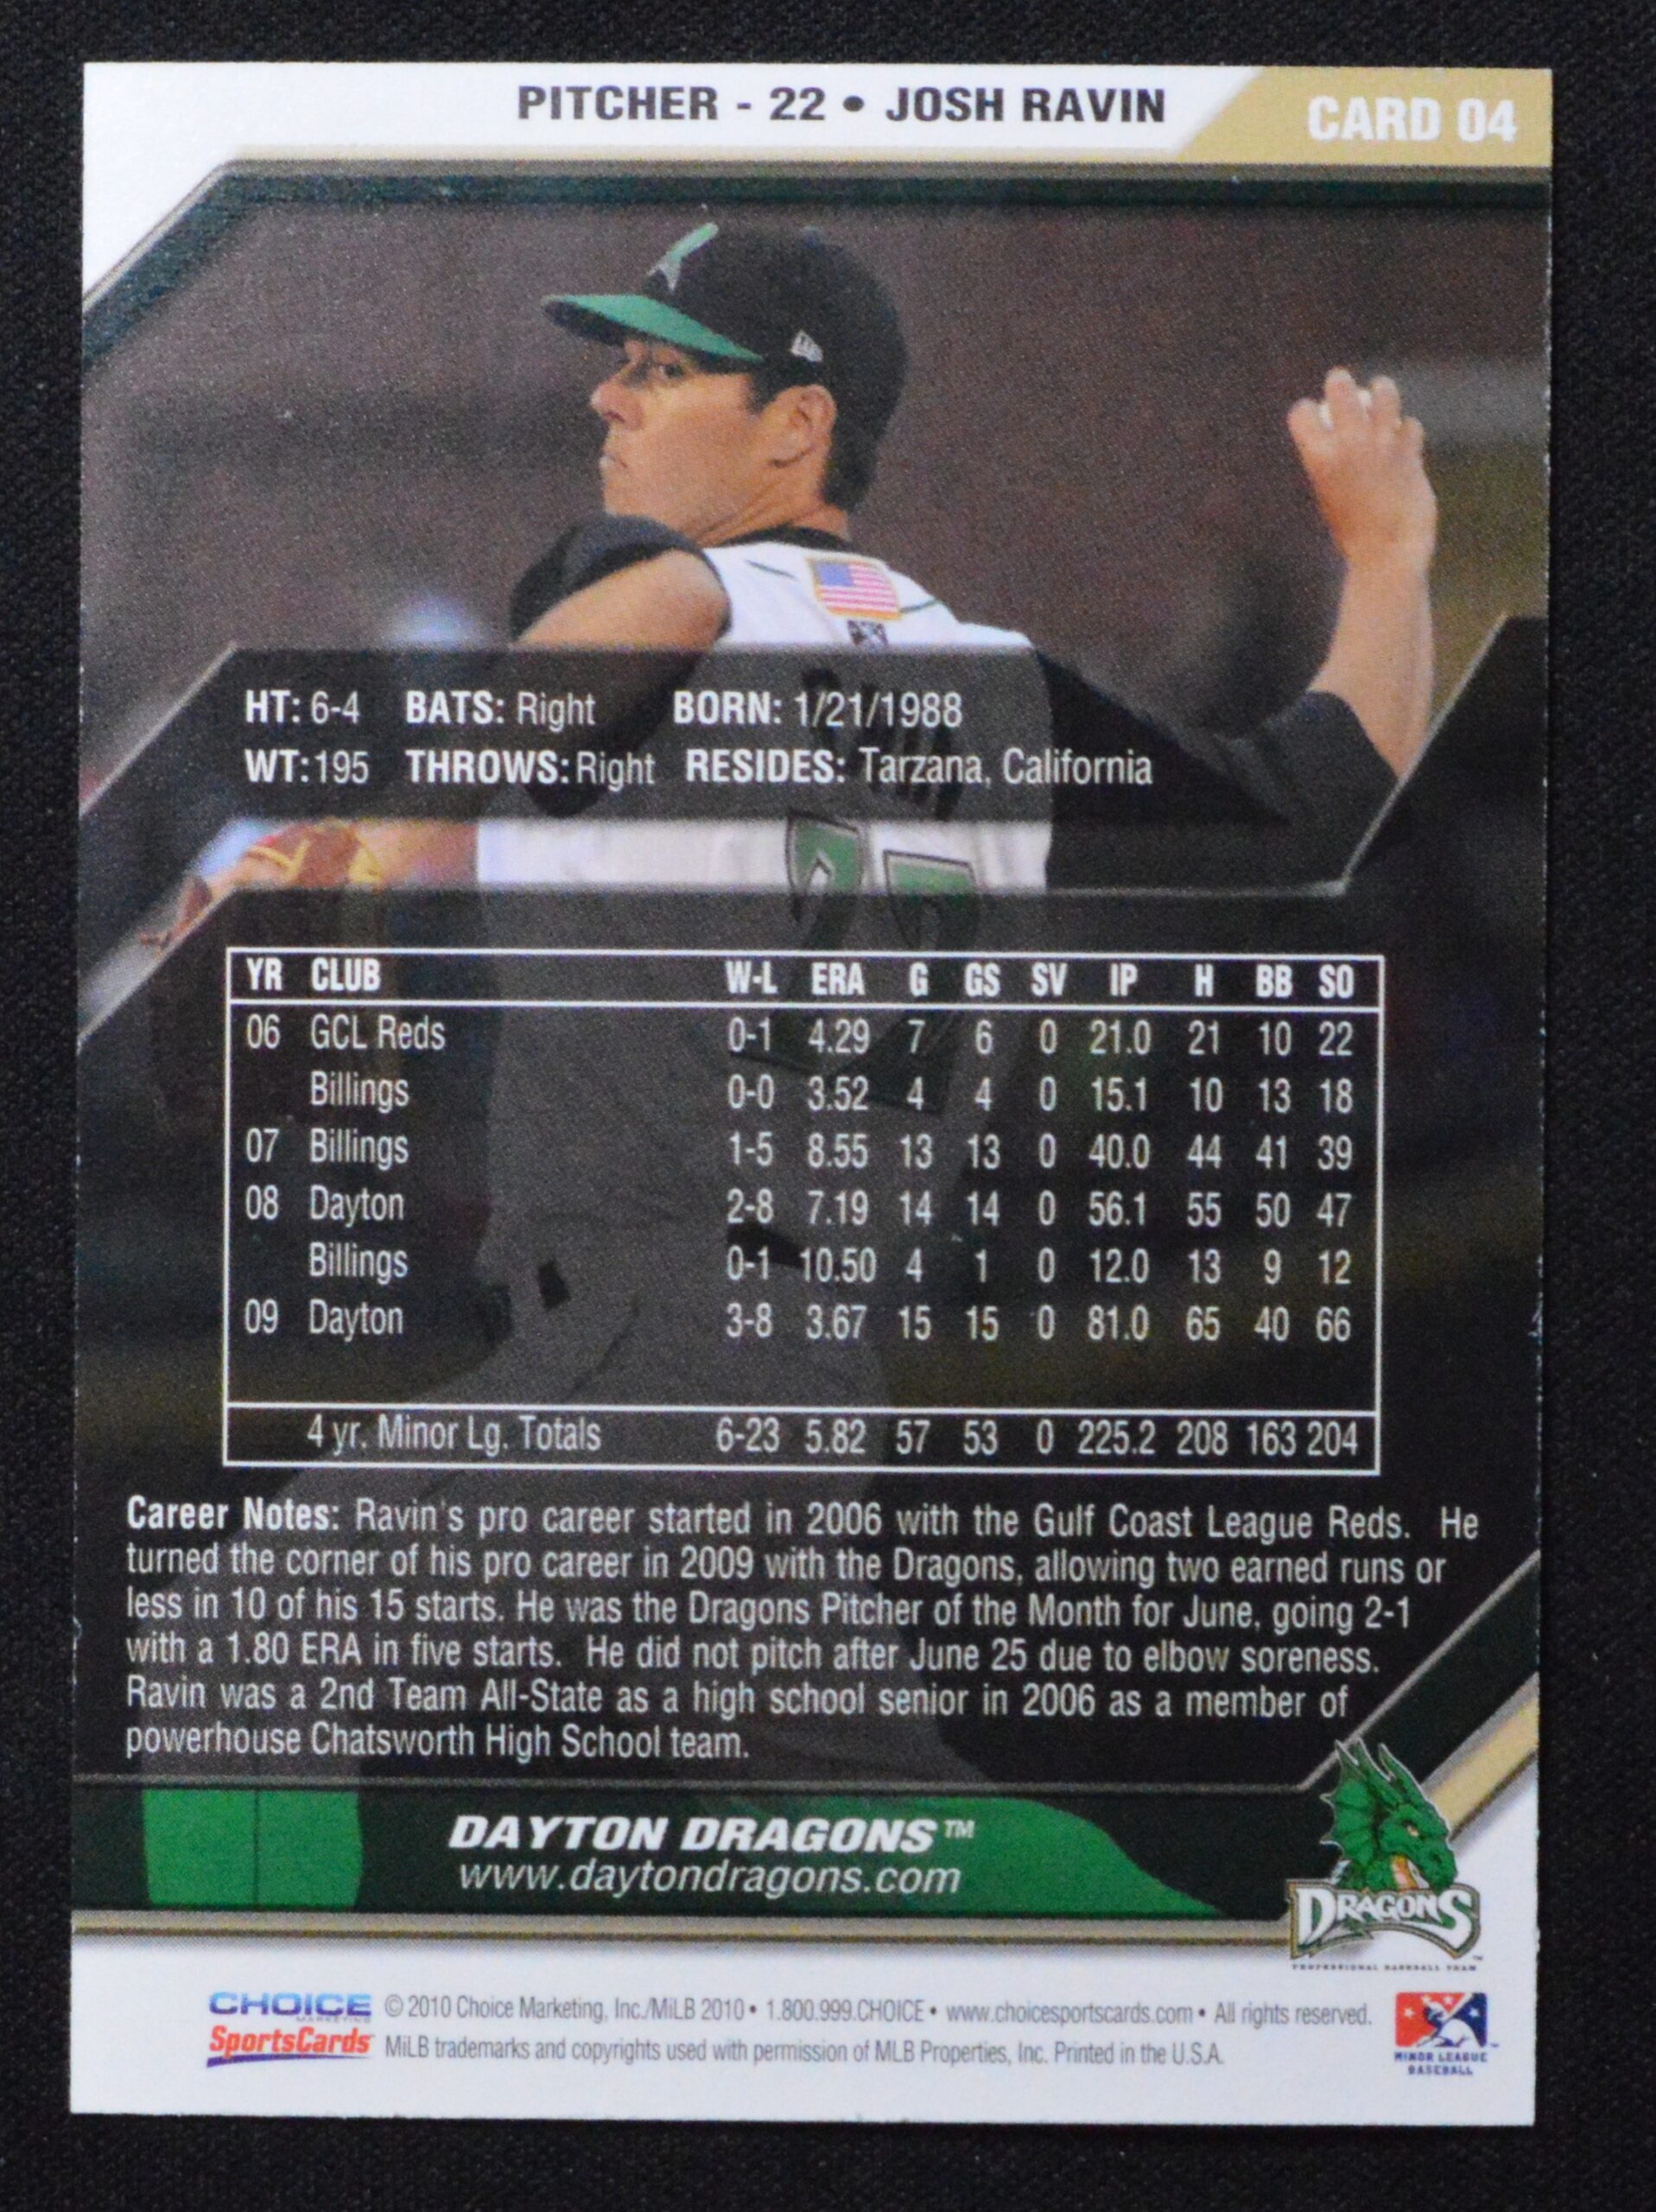 PITCHER - 22 • JOSH RAVIN
CARD 04
HT: 6-4 BATS: Right BORN: 1/21/1988
WT:195 THROWS:Right RESIDES: Tarzana, California
22
YR CLUB W-L ERA G GS SV IP H BB SO
06 GCL Reds 0-1 4.29 7 6 0 21.0 21 10 22
Billings 0-0 3.52 4 4 0 15.1 10 13 18
07 Billings 1-5 8.55 13 13 0 40.0 44 41 39
08 Dayton 2-8 7.19 14 14 0 56.1 55 50 47
Billings 0-1 10.50 4 1 0 12.0 13 9 12
09 Dayton 3-8 3.67 15 15 0 81.0 65 40 66
4 yr. Minor Lg. Totals 6-23 5.82 57 53 0 225.2 208 163 204
Career Notes: Ravin's pro career started in 2006 with the Gulf Coast League Reds. He
turned the corner of his pro career in 2009 with the Dragons, allowing two earned runs or
less in 10 of his 15 starts. He was the Dragons Pitcher of the Month for June, going 2-1
with a 1.80 ERA in five starts. He did not pitch after June 25 due to elbow soreness.
Ravin was a 2nd Team All-State as a high school senior in 2006 as a member of
powerhouse Chatsworth High School team.
DAYTON DRAGONS™
www.daytondragons.com
DRAGONS™
PROFESSIONAL BASEBALL TEAM
CHOICE
MARKETING
SportsCards
© 2010 Choice Marketing, Inc./MiLB 2010 • 1.800.999.CHOICE • www.choicesportscards.com • All rights reserved.
MiLB trademarks and copyrights used with permission of MLB Properties, Inc. Printed in the U.S.A.
MINOR LEAGUE™
BASEBALL